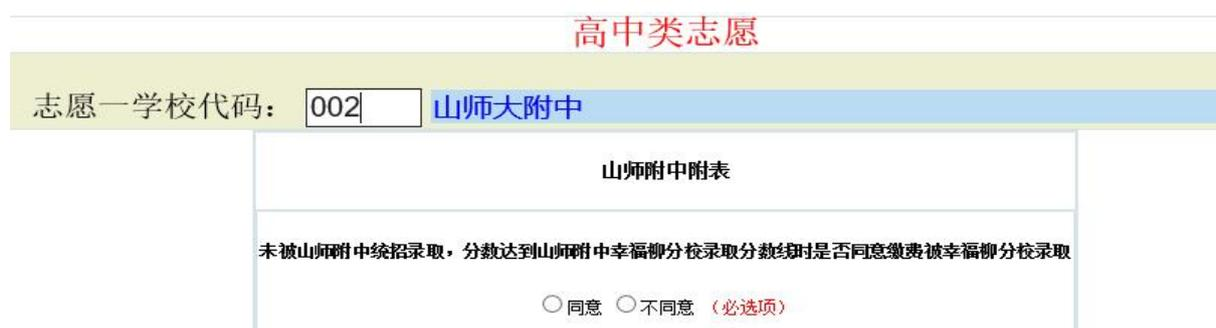 高中类志愿
志愿一学校代码： 002 山师大附中
山师附中附表
未被山师附中统招录取，分数达到山师附中幸福柳分校录取分数线时是否同意缴费被幸福柳分校录取
同意 不同意 （必选项）